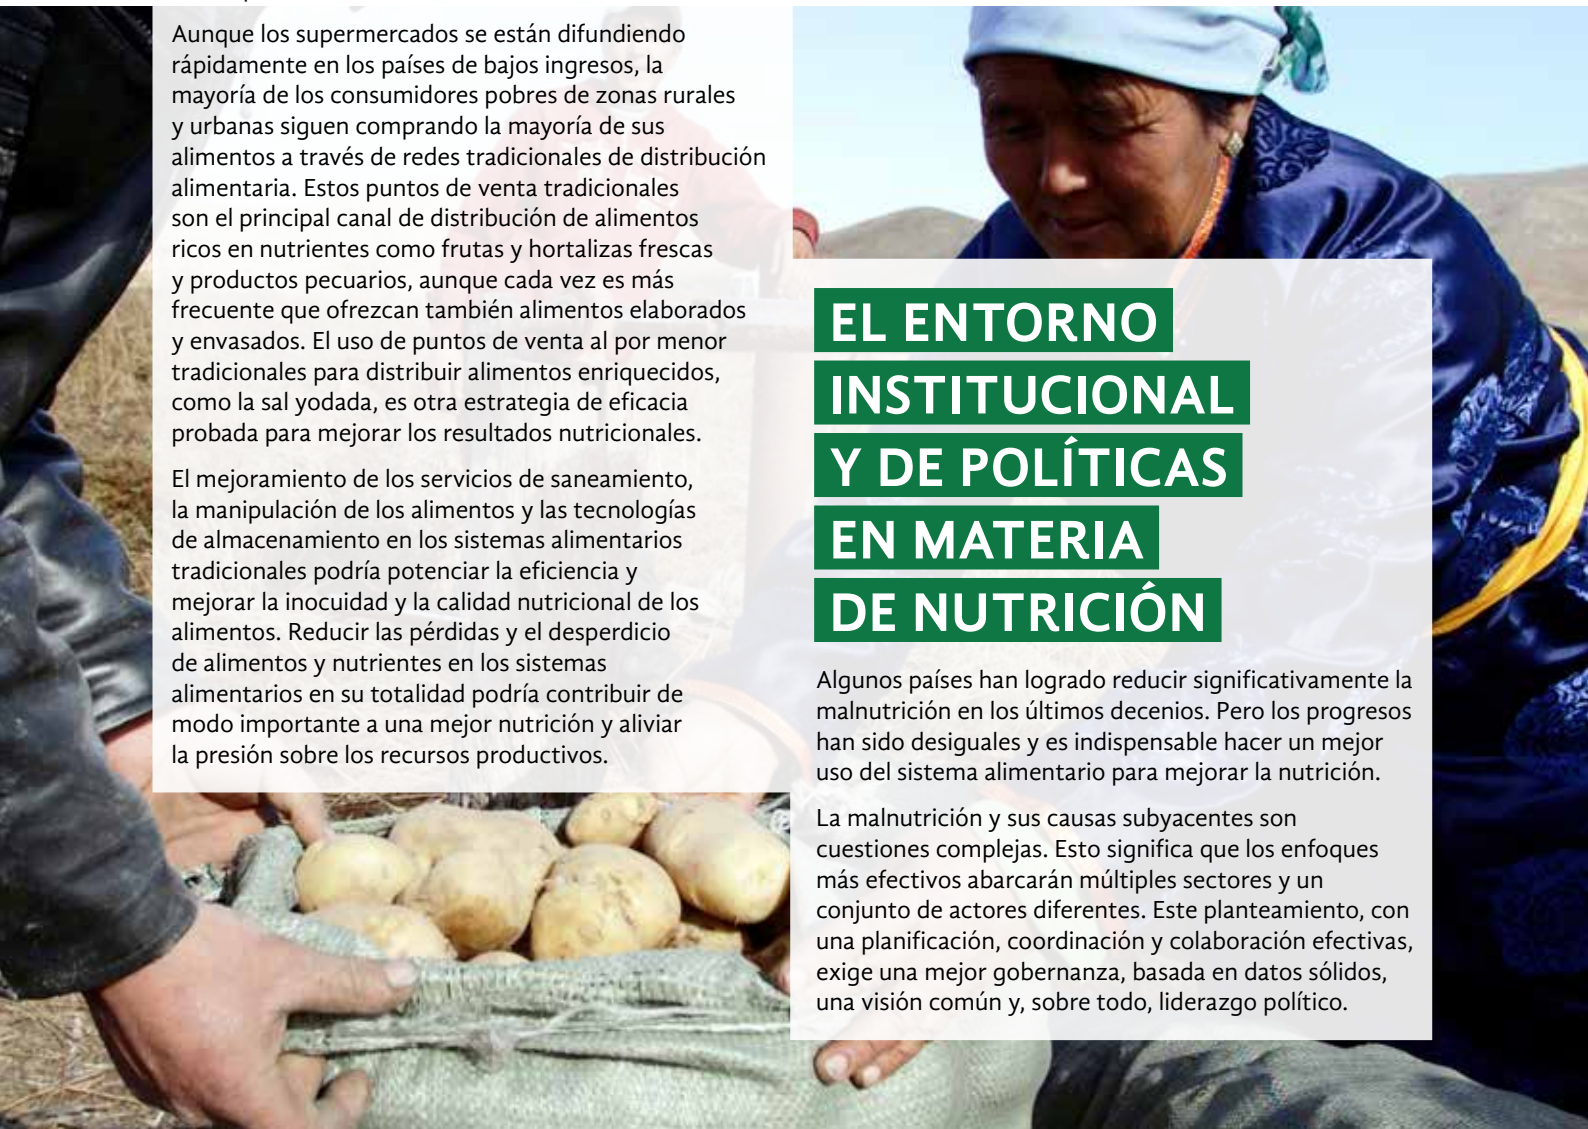 Aunque los supermercados se están difundiendo
rápidamente en los países de bajos ingresos, la
mayoría de los consumidores pobres de zonas rurales
y urbanas siguen comprando la mayoría de sus
alimentos a través de redes tradicionales de distribución
alimentaria. Estos puntos de venta tradicionales
son el principal canal de distribución de alimentos
ricos en nutrientes como frutas y hortalizas frescas
y productos pecuarios, aunque cada vez es más
frecuente que ofrezcan también alimentos elaborados
y envasados. El uso de puntos de venta al por menor
tradicionales para distribuir alimentos enriquecidos,
como la sal yodada, es otra estrategia de eficacia
probada para mejorar los resultados nutricionales.
El mejoramiento de los servicios de saneamiento,
la manipulación de los alimentos y las tecnologías
de almacenamiento en los sistemas alimentarios
tradicionales podría potenciar la eficiencia y
mejorar la inocuidad y la calidad nutricional de los
alimentos. Reducir las pérdidas y el desperdicio
de alimentos y nutrientes en los sistemas
alimentarios en su totalidad podría contribuir de
modo importante a una mejor nutrición y aliviar
la presión sobre los recursos productivos.
EL ENTORNO
INSTITUCIONAL
Y DE POLÍTICAS
EN MATERIA
DE NUTRICIÓN
Algunos países han logrado reducir significativamente la
malnutrición en los últimos decenios. Pero los progresos
han sido desiguales y es indispensable hacer un mejor
uso del sistema alimentario para mejorar la nutrición.
La malnutrición y sus causas subyacentes son
cuestiones complejas. Esto significa que los enfoques
más efectivos abarcarán múltiples sectores y un
conjunto de actores diferentes. Este planteamiento, con
una planificación, coordinación y colaboración efectivas,
exige una mejor gobernanza, basada en datos sólidos,
una visión común y, sobre todo, liderazgo político.